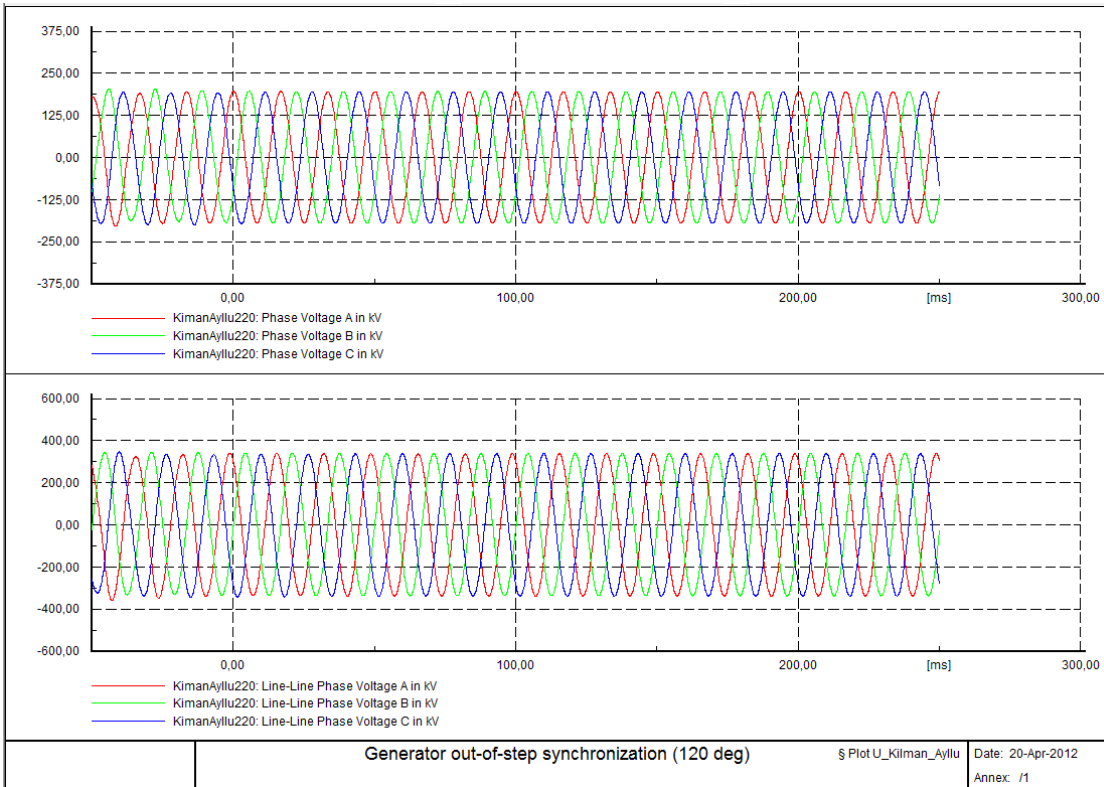 375,00
250,00
125,00
0,00
-125,00
-250,00
-375,00
0,00 100,00 200,00 [ms] 300,00
KimanAyllu220: Phase Voltage A in kV
KimanAyllu220: Phase Voltage B in kV
KimanAyllu220: Phase Voltage C in kV
600,00
400,00
200,00
0,00
-200,00
-400,00
-600,00
0,00 100,00 200,00 [ms] 300,00
KimanAyllu220: Line-Line Phase Voltage A in kV
KimanAyllu220: Line-Line Phase Voltage B in kV
KimanAyllu220: Line-Line Phase Voltage C in kV
Generator out-of-step synchronization (120 deg) § Plot U_Kilman_Ayllu Date: 20-Apr-2012
Annex: /1